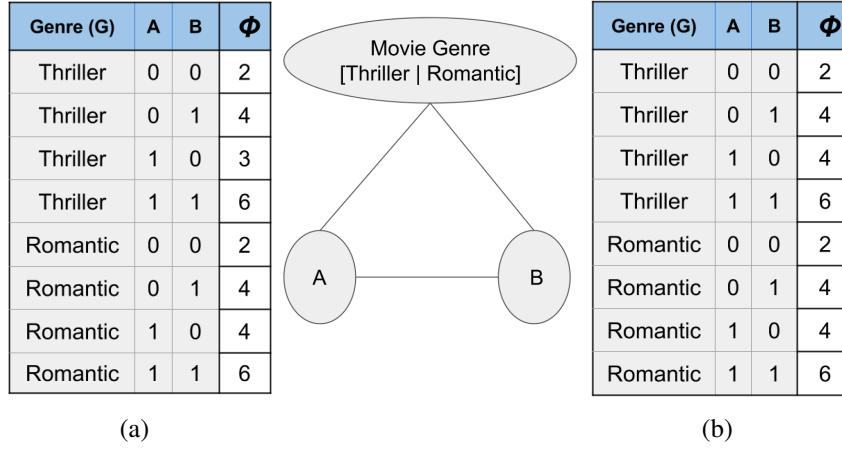 Genre (G) A B Φ
Thriller 0 0 2
Thriller 0 1 4
Thriller 1 0 3
Thriller 1 1 6
Romantic 0 0 2
Romantic 0 1 4
Romantic 1 0 4
Romantic 1 1 6
(a)
Movie Genre
[Thriller | Romantic]
A B
Genre (G) A B Φ
Thriller 0 0 2
Thriller 0 1 4
Thriller 1 0 4
Thriller 1 1 6
Romantic 0 0 2
Romantic 0 1 4
Romantic 1 0 4
Romantic 1 1 6
(b)